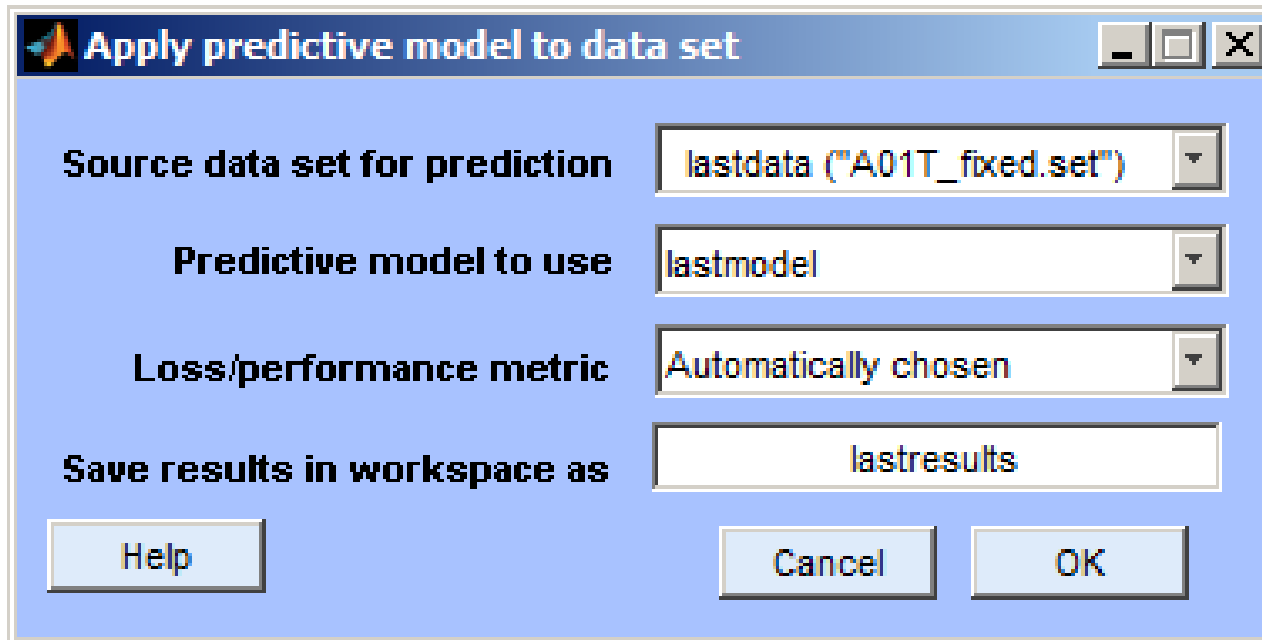 Apply predictive model to data set
Source data set for prediction
lastdata ("A01T_fixed.set")
Predictive model to use
lastmodel
Loss/performance metric
Automatically chosen
Save results in workspace as
lastresults
Help
Cancel
OK